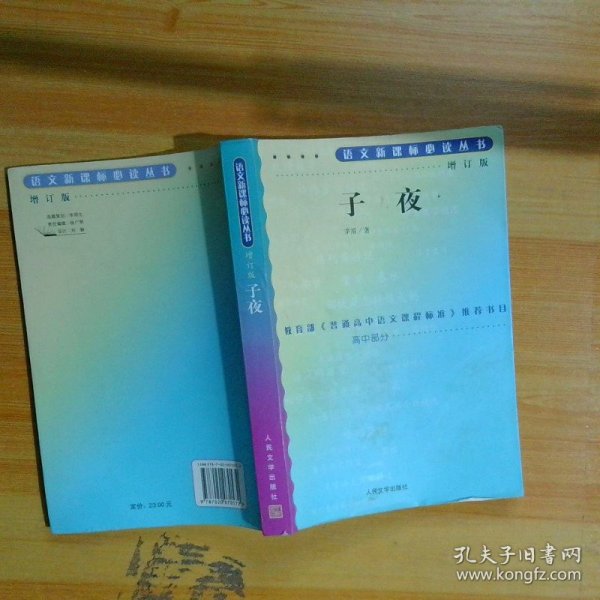 语文新课标必读丛书
增订版
责任编辑
定价：23.00元
语文新课标必读丛书
增订版
子夜
人民文学出版社
语文新课标必读丛书
增订版
子夜
茅盾／著
教育部《普通高中语文课程标准》推荐书目
高中部分
人民文学出版社
孔夫子旧书网
www.kongfz.com